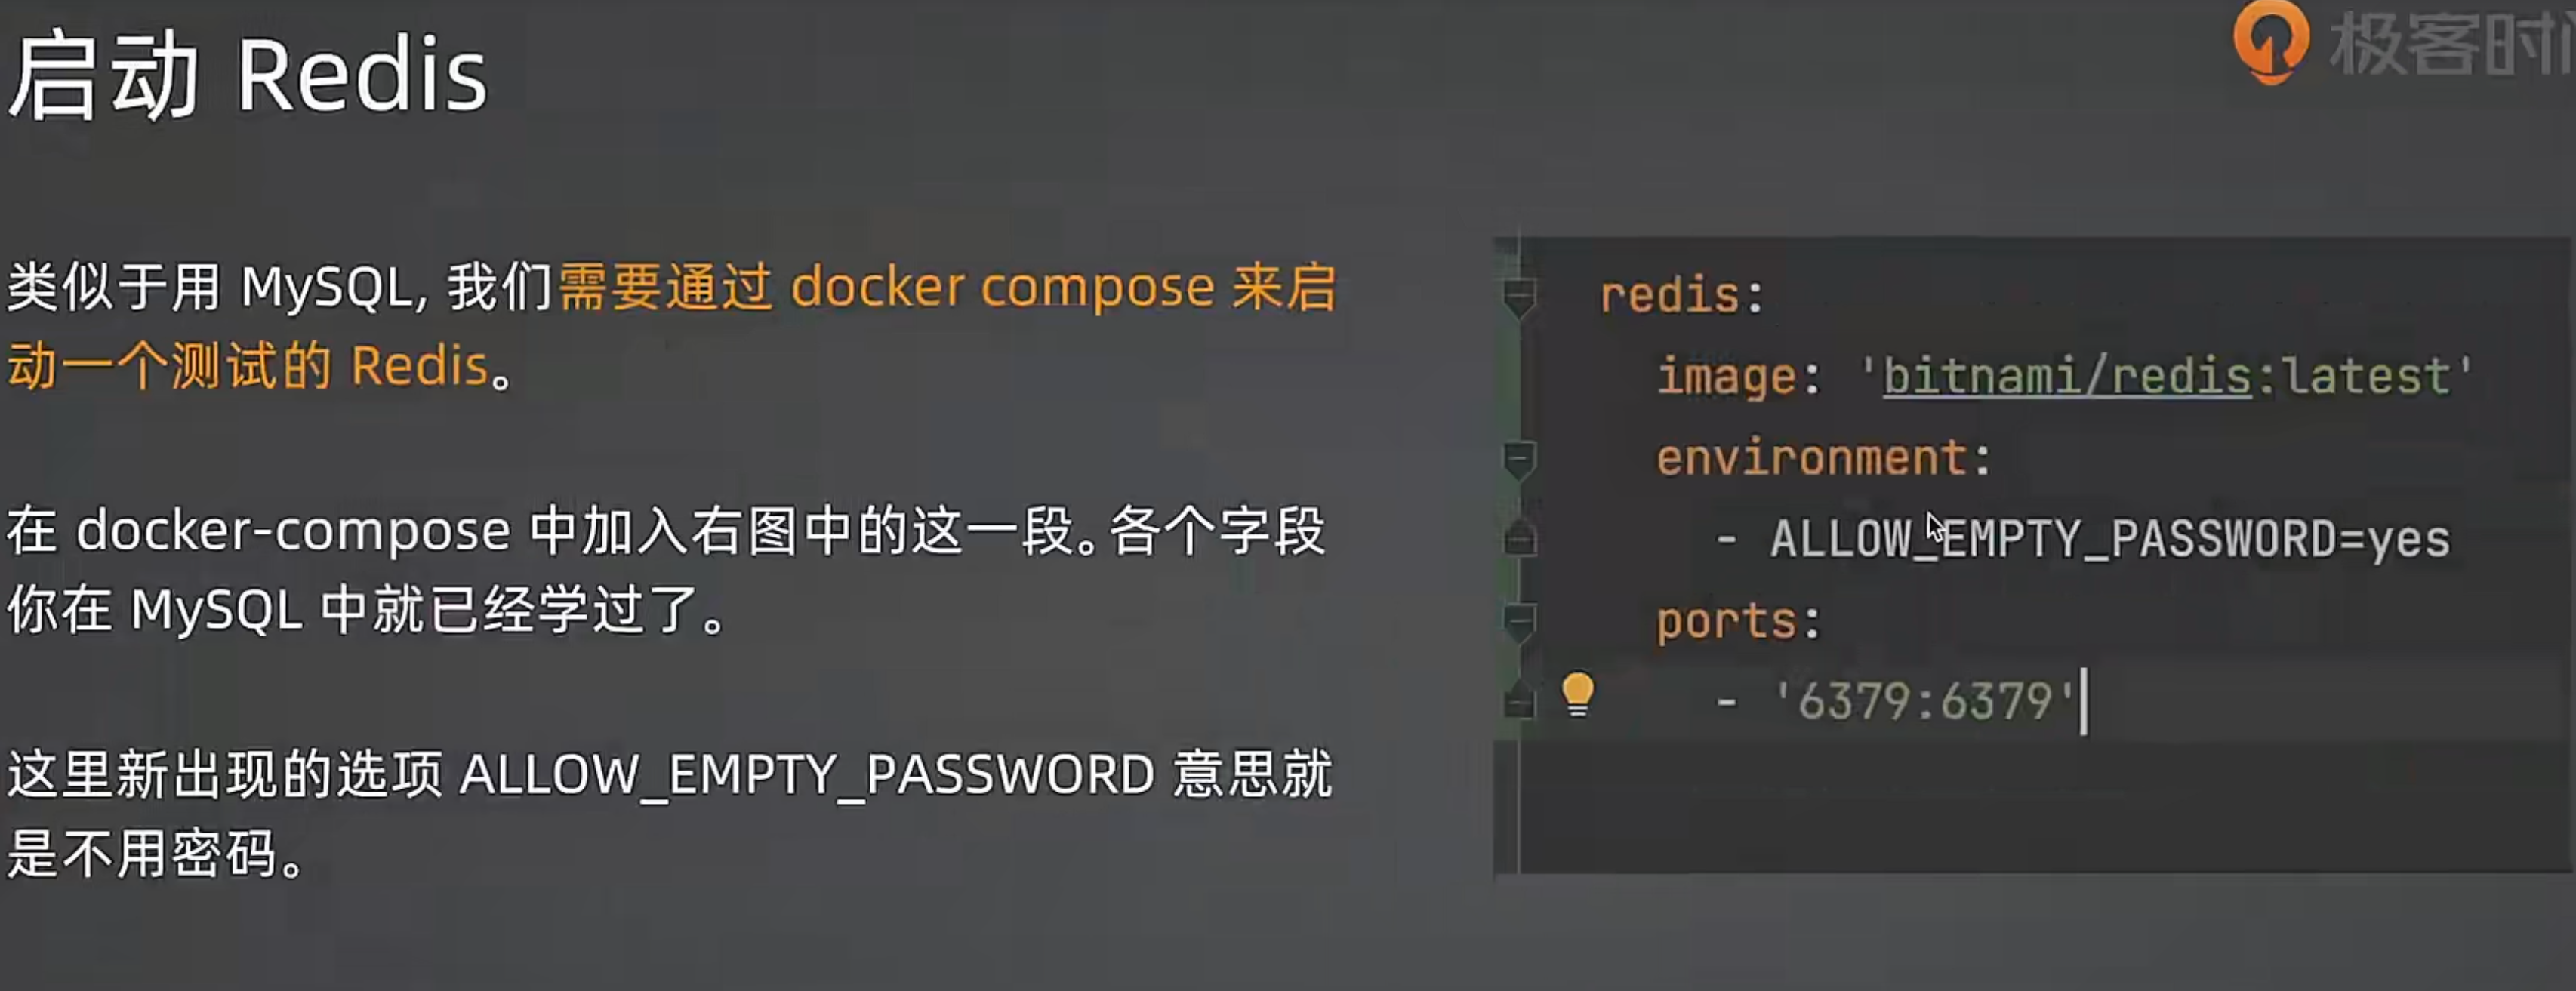 启动 Redis
极客时
类似于用 MySQL, 我们需要通过 docker compose 来启
动一个测试的 Redis。
在 docker-compose 中加入右图中的这一段。各个字段
你在 MySQL 中就已经学过了。
这里新出现的选项 ALLOW_EMPTY_PASSWORD 意思就
是不用密码。
redis:
image: 'bitnami/redis:latest'
environment:
- ALLOW_EMPTY_PASSWORD=yes
ports:
- '6379:6379'